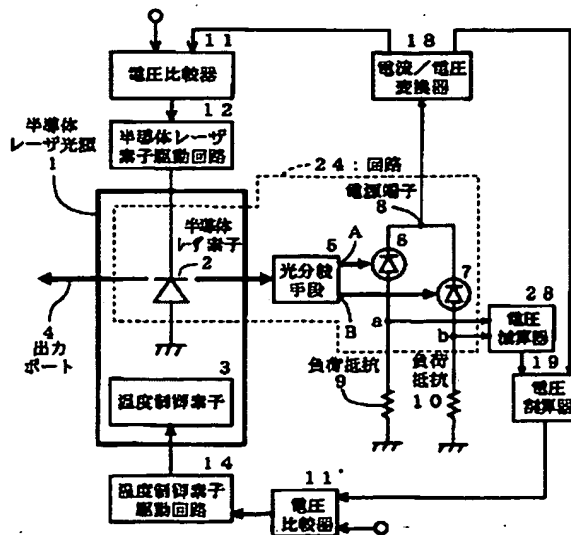 11
電圧比較器
12
半導体レーザ
素子駆動回路
18
電流／電圧
変換器
半導体
レーザ光源
1
24：回路
電源端子
8
半導体
レーザ素子
2
5
光分波
手段
A
B
6
7
a
b
4
出力
ポート
3
温度制御素子
負荷抵抗
9
負荷
抵抗
10
28
電圧
減算器
19
電圧
割算器
14
温度制御素子
駆動回路
11'
電圧
比較器